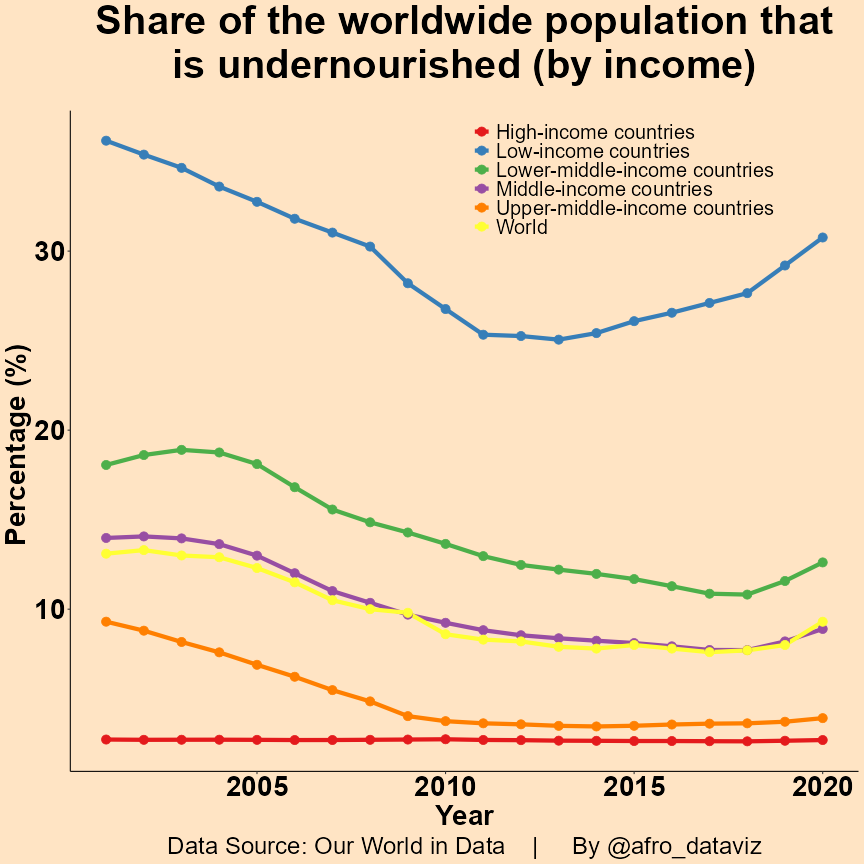 Share of the worldwide population that
is undernourished (by income)
High-income countries
Low-income countries
Lower-middle-income countries
Middle-income countries
Upper-middle-income countries
World
Percentage (%)
30
20
10
2005 2010 2015 2020
Year
Data Source: Our World in Data | By @afro_dataviz